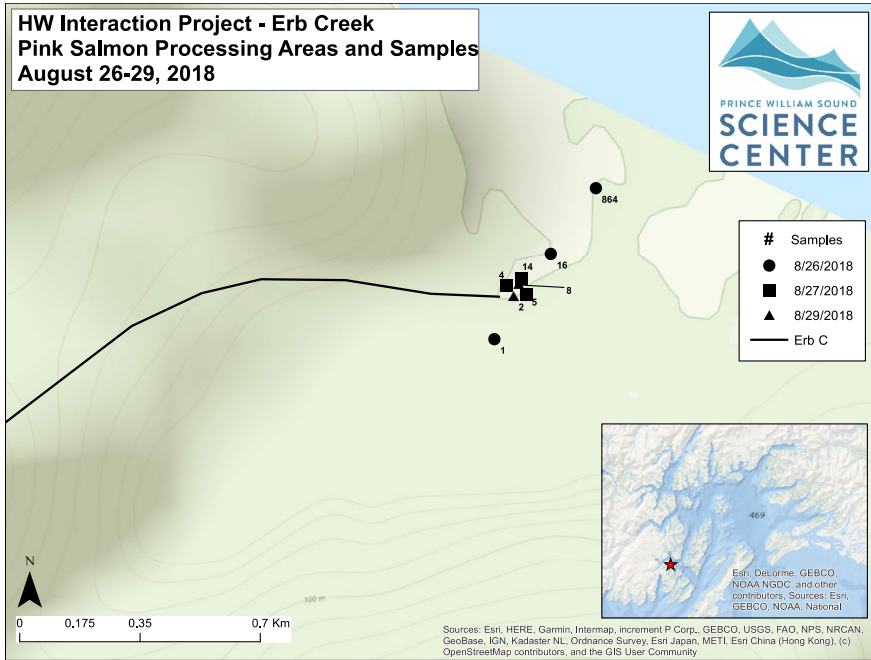 HW Interaction Project - Erb Creek
Pink Salmon Processing Areas and Samples
August 26-29, 2018
PRINCE WILLIAM SOUND
SCIENCE
CENTER
864
16
14
4
8
2
5
1
# Samples
8/26/2018
8/27/2018
8/29/2018
Erb C
469
Esri, DeLorme, GEBCO,
NOAA NGDC, and other
contributors, Sources: Esri,
GEBCO, NOAA, National
N
100 m
0 0.175 0.35 0.7 Km
Sources: Esri, HERE, Garmin, Intermap, increment P Corp., GEBCO, USGS, FAO, NPS, NRCAN,
GeoBase, IGN, Kadaster NL, Ordnance Survey, Esri Japan, METI, Esri China (Hong Kong), (c)
OpenStreetMap contributors, and the GIS User Community